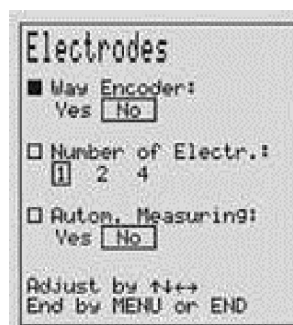 Electrodes
Way Encoder:
Yes No
Number of Electr.:
1 2 4
Autom. Measuring:
Yes No
Adjust by ↑↓←→
End by MENU or END